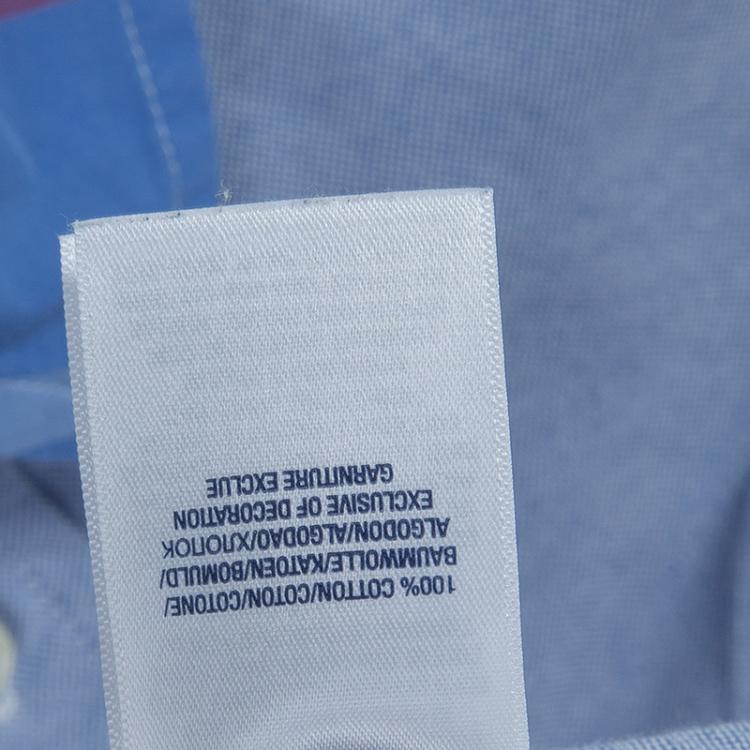 100% COTTON/COTON/COTONE/
BAUMWOLLE/KATOEN/BOMULD/
ALGODON/ALGODAO/ХЛОПОК
EXCLUSIVE OF DECORATION
GARNITURE EXCLUE